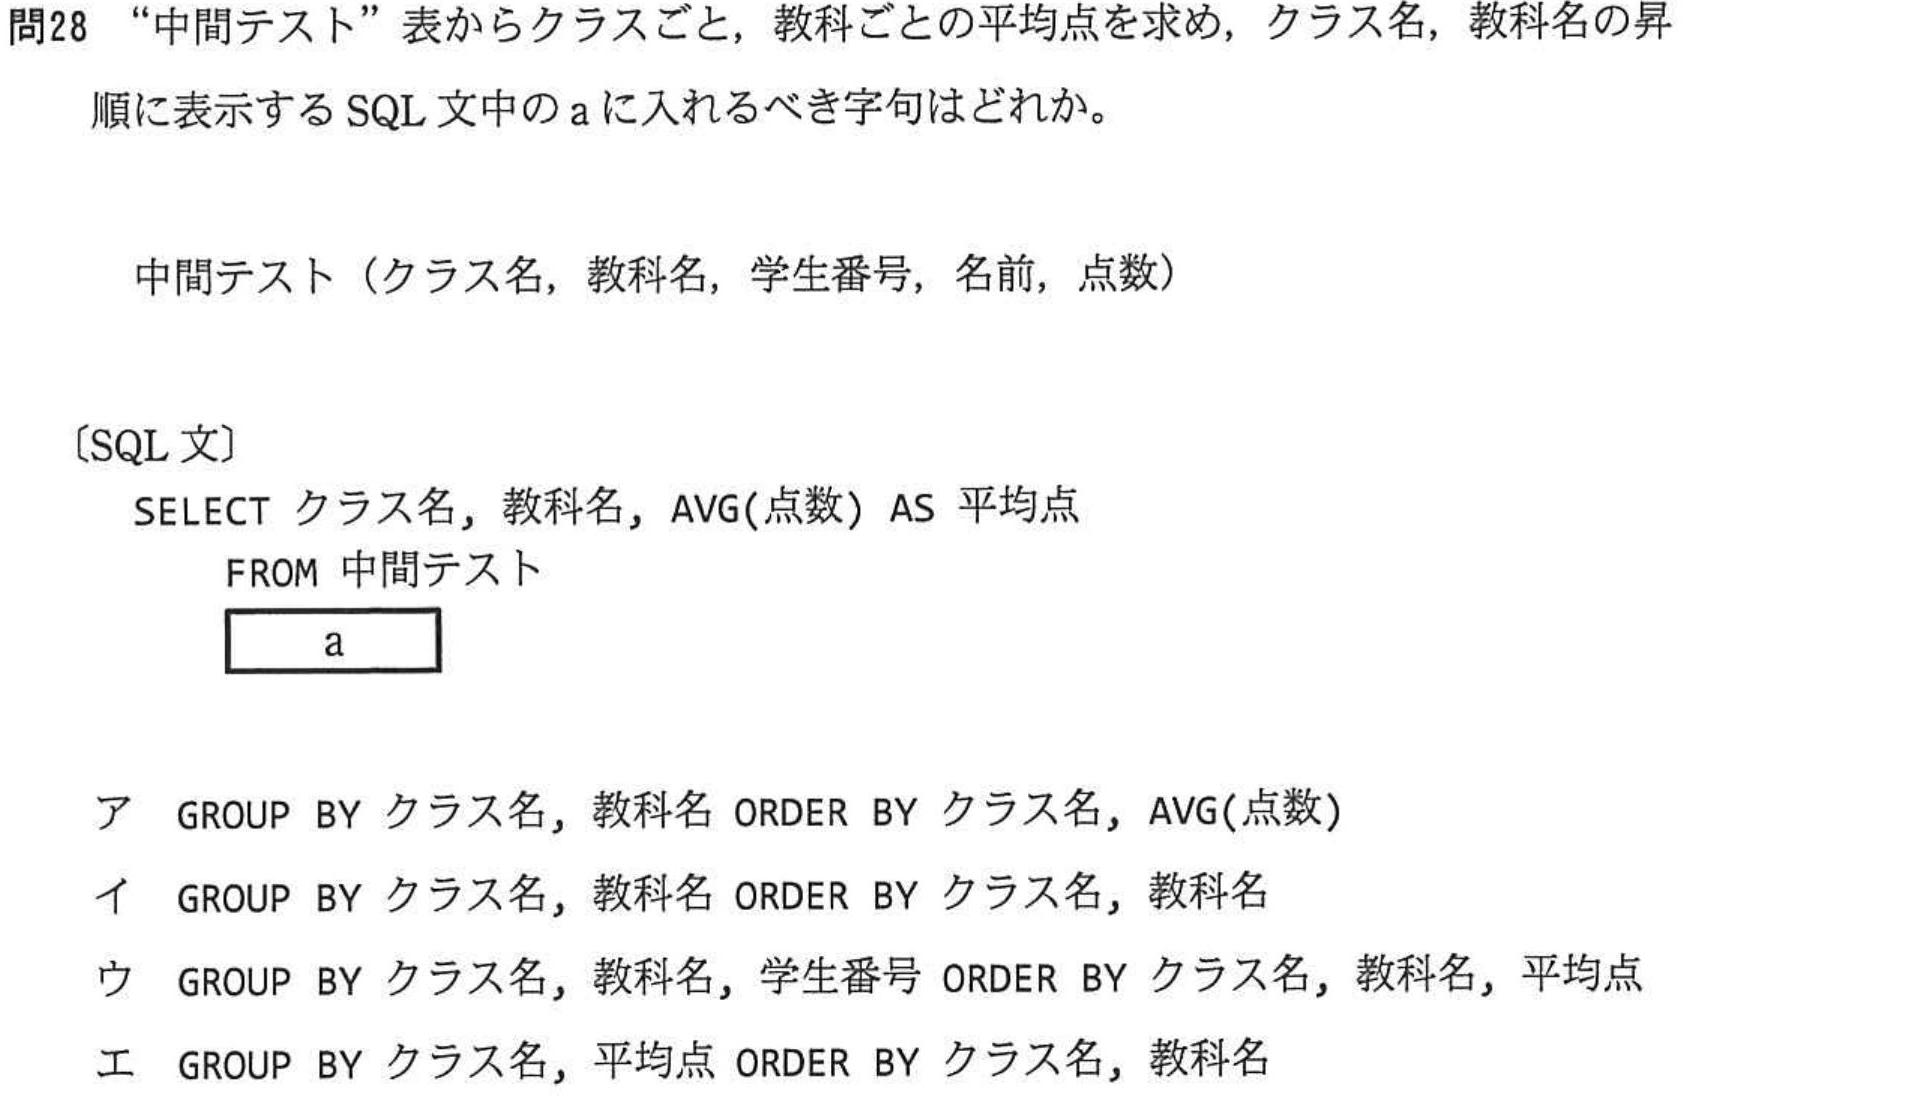 問28 “中間テスト”表からクラスごと，教科ごとの平均点を求め，クラス名，教科名の昇
順に表示する SQL 文中の a に入れるべき字句はどれか。
中間テスト（クラス名，教科名，学生番号，名前，点数）
〔SQL 文〕
SELECT クラス名, 教科名, AVG(点数) AS 平均点
FROM 中間テスト
a
ア GROUP BY クラス名, 教科名 ORDER BY クラス名, AVG(点数)
イ GROUP BY クラス名, 教科名 ORDER BY クラス名, 教科名
ウ GROUP BY クラス名, 教科名, 学生番号 ORDER BY クラス名, 教科名, 平均点
エ GROUP BY クラス名, 平均点 ORDER BY クラス名, 教科名